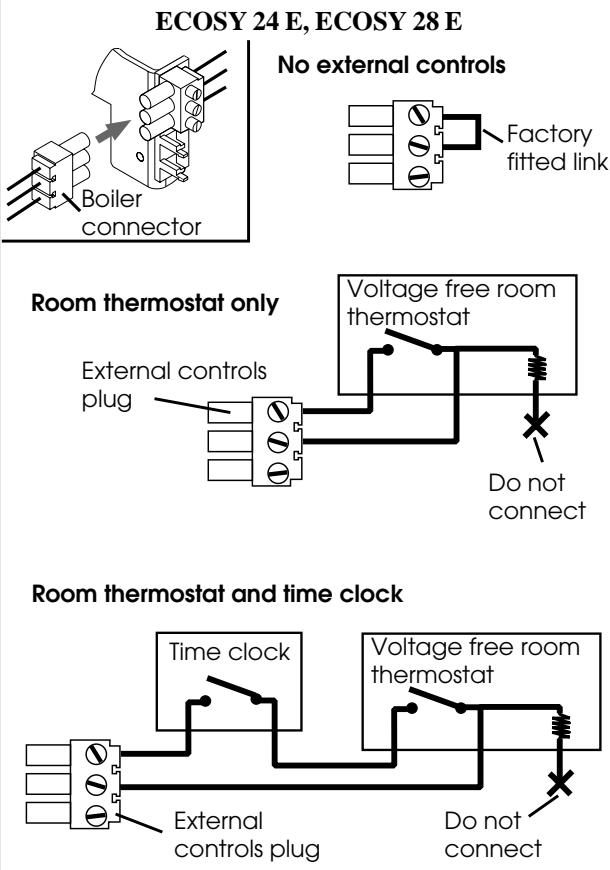 ECOSY 24 E, ECOSY 28 E
No external controls
Factory
fitted link
Boiler
connector
Room thermostat only
Voltage free room
thermostat
External controls
plug
Do not
connect
Room thermostat and time clock
Time clock
Voltage free room
thermostat
External
controls plug
Do not
connect